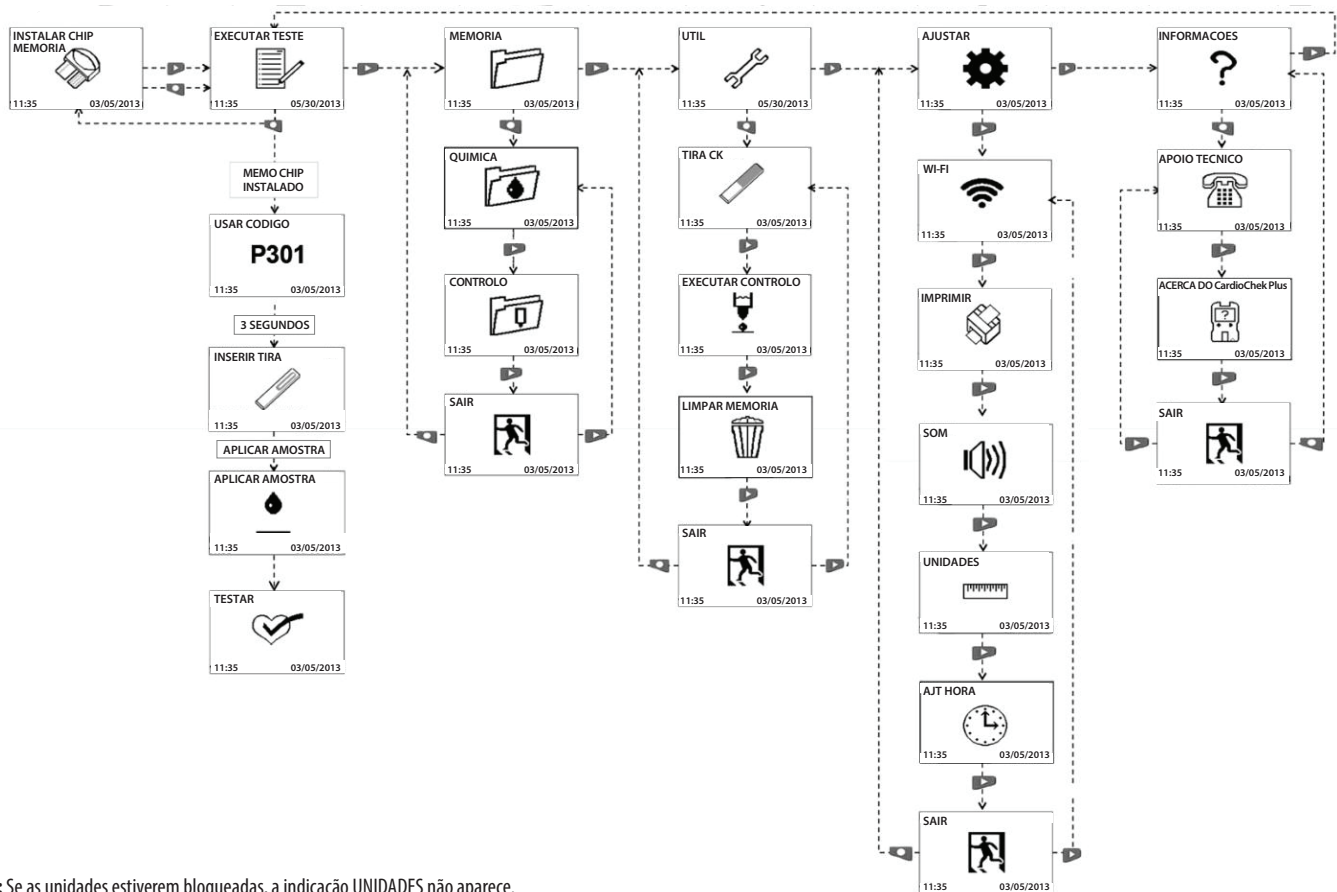 INSTALAR CHIP
MEMORIA
11:35 03/05/2013
EXECUTAR TESTE
11:35 05/30/2013
MEMO CHIP
INSTALADO
USAR CODIGO
P301
11:35 03/05/2013
3 SEGUNDOS
INSERIR TIRA
11:35 03/05/2013
APLICAR AMOSTRA
APLICAR AMOSTRA
11:35 03/05/2013
TESTAR
11:35 03/05/2013
MEMORIA
11:35 03/05/2013
QUIMICA
11:35 03/05/2013
CONTROLO
11:35 03/05/2013
SAIR
11:35 03/05/2013
UTIL
11:35 05/30/2013
TIRA CK
11:35 03/05/2013
EXECUTAR CONTROLO
11:35 03/05/2013
LIMPAR MEMORIA
11:35 03/05/2013
SAIR
11:35 03/05/2013
AJUSTAR
11:35 03/05/2013
WI-FI
11:35 03/05/2013
IMPRIMIR
11:35 03/05/2013
SOM
11:35 03/05/2013
UNIDADES
11:35 03/05/2013
AJT HORA
11:35 03/05/2013
SAIR
11:35 03/05/2013
INFORMACOES
?
11:35 03/05/2013
APOIO TECNICO
11:35 03/05/2013
ACERCA DO CardioChek Plus
?
11:35 03/05/2013
SAIR
11:35 03/05/2013
: Se as unidades estiverem bloqueadas, a indicação UNIDADES não aparece.